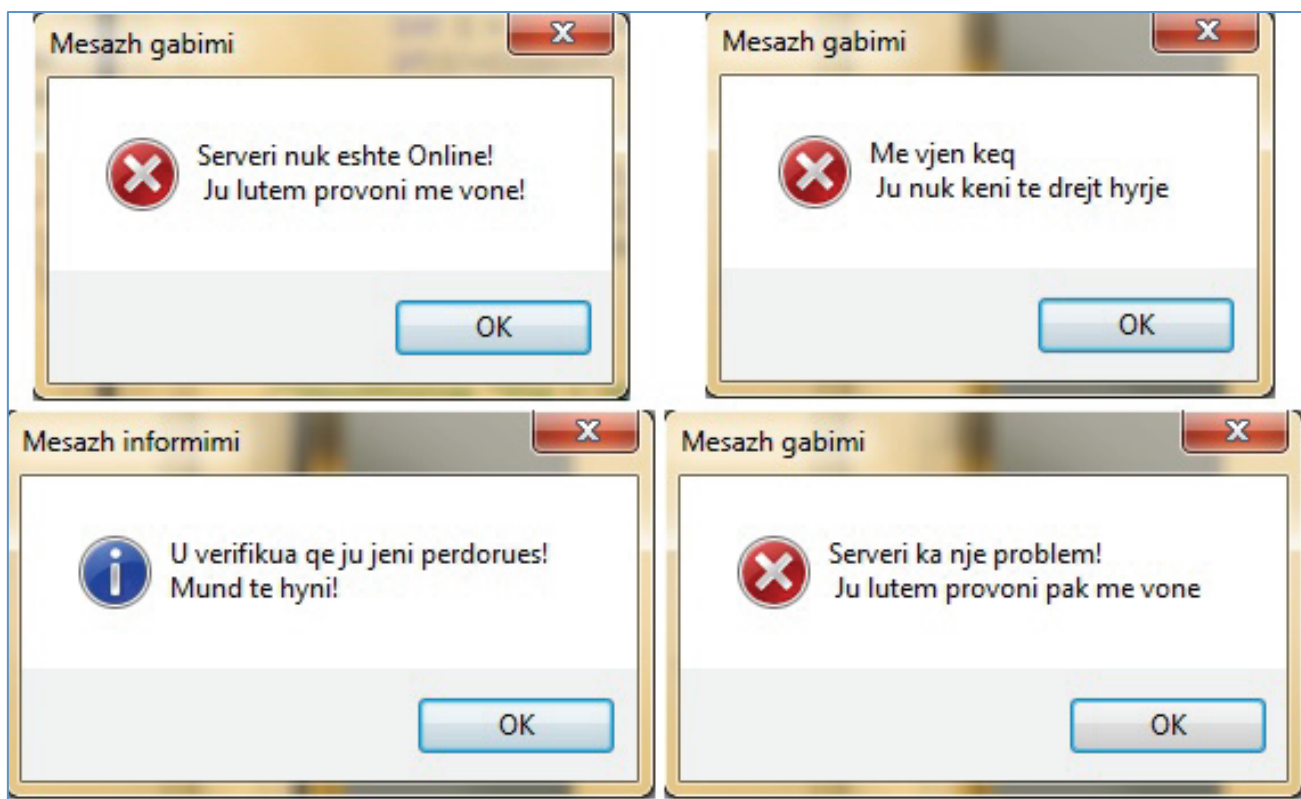 Mesazh gabimi
Serveri nuk eshte Online!
Ju lutem provoni me vone!
OK
Mesazh gabimi
Me vjen keq
Ju nuk keni te drejt hyrje
OK
Mesazh informimi
U verifikua qe ju jeni perdorues!
Mund te hyni!
OK
Mesazh gabimi
Serveri ka nje problem!
Ju lutem provoni pak me vone
OK